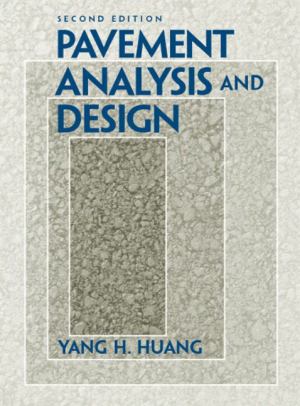 SECOND EDITION
PAVEMENT
ANALYSIS AND
DESIGN
YANG H. HUANG